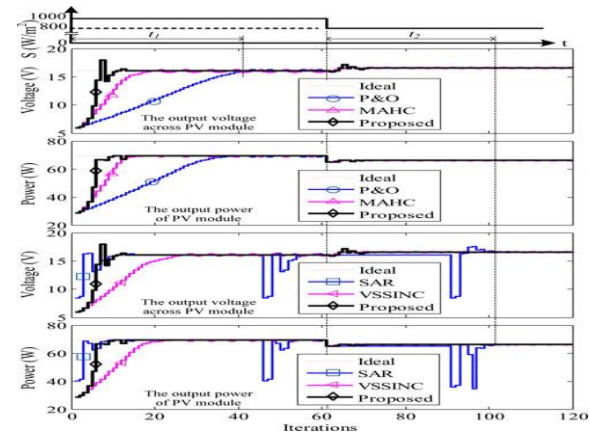 1000
800
0
S (W/m²)
t₁
t₂
t
Voltage (V)
20
15
10
5
The output voltage
across PV module
Ideal
P&O
MAHC
Proposed
Power (W)
80
60
40
20
The output power
of PV module
Ideal
P&O
MAHC
Proposed
Voltage (V)
20
15
10
5
The output voltage
across PV module
Ideal
SAR
VSSINC
Proposed
Power (W)
80
60
40
20
The output power
of PV module
Ideal
SAR
VSSINC
Proposed
0
20
40
60
80
100
120
Iterations